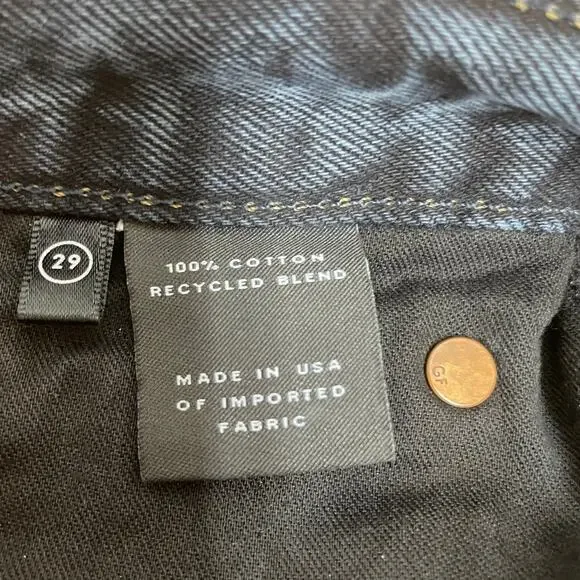 29
100% COTTON
RECYCLED BLEND
MADE IN USA
OF IMPORTED
FABRIC
GF